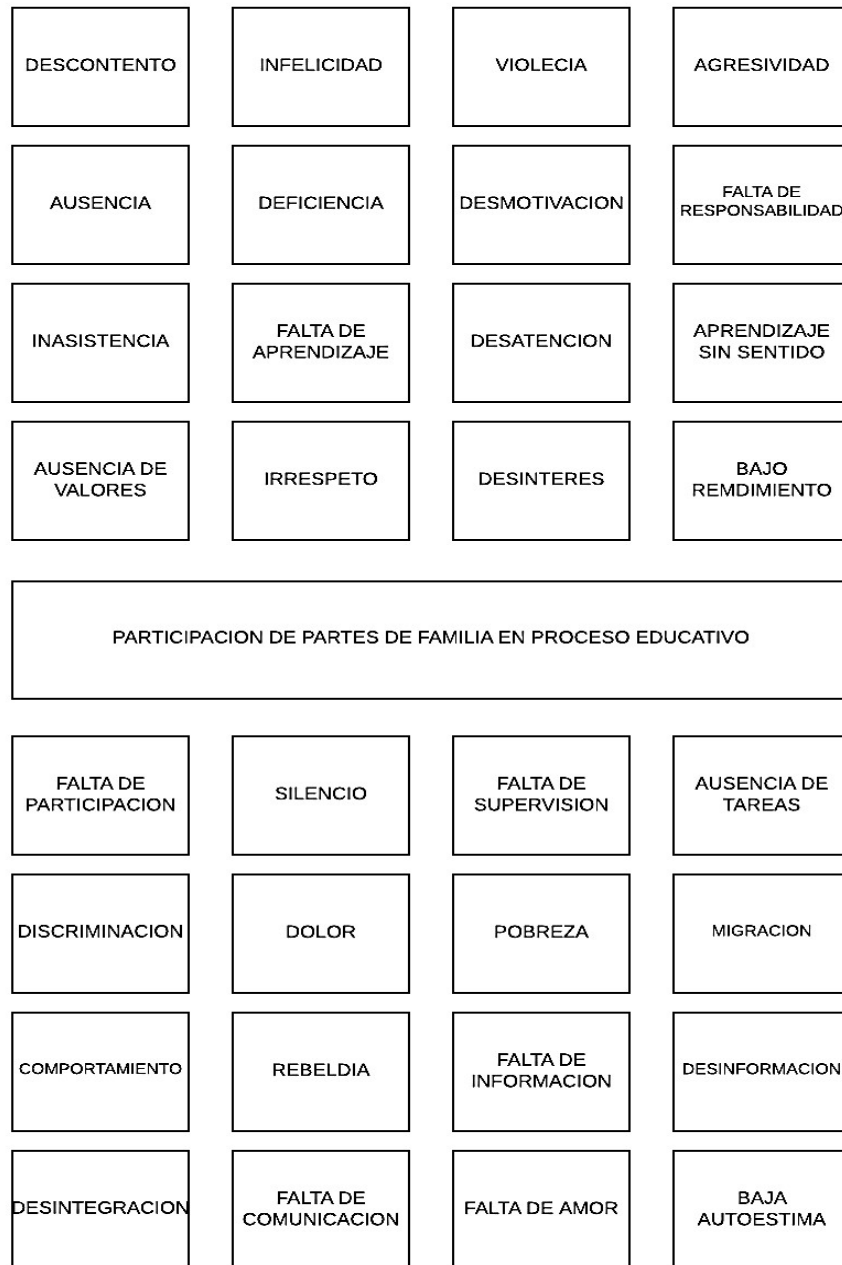 DESCONTENTO
INFELICIDAD
VIOLECIA
AGRESIVIDAD
AUSENCIA
DEFICIENCIA
DESMOTIVACION
FALTA DE
RESPONSABILIDAD
INASISTENCIA
FALTA DE
APRENDIZAJE
DESATENCION
APRENDIZAJE
SIN SENTIDO
AUSENCIA DE
VALORES
IRRESPETO
DESINTERES
BAJO
REMDIMIENTO
PARTICIPACION DE PARTES DE FAMILIA EN PROCESO EDUCATIVO
FALTA DE
PARTICIPACION
SILENCIO
FALTA DE
SUPERVISION
AUSENCIA DE
TAREAS
DISCRIMINACION
DOLOR
POBREZA
MIGRACION
COMPORTAMIENTO
REBELDIA
FALTA DE
INFORMACION
DESINFORMACION
DESINTEGRACION
FALTA DE
COMUNICACION
FALTA DE AMOR
BAJA
AUTOESTIMA